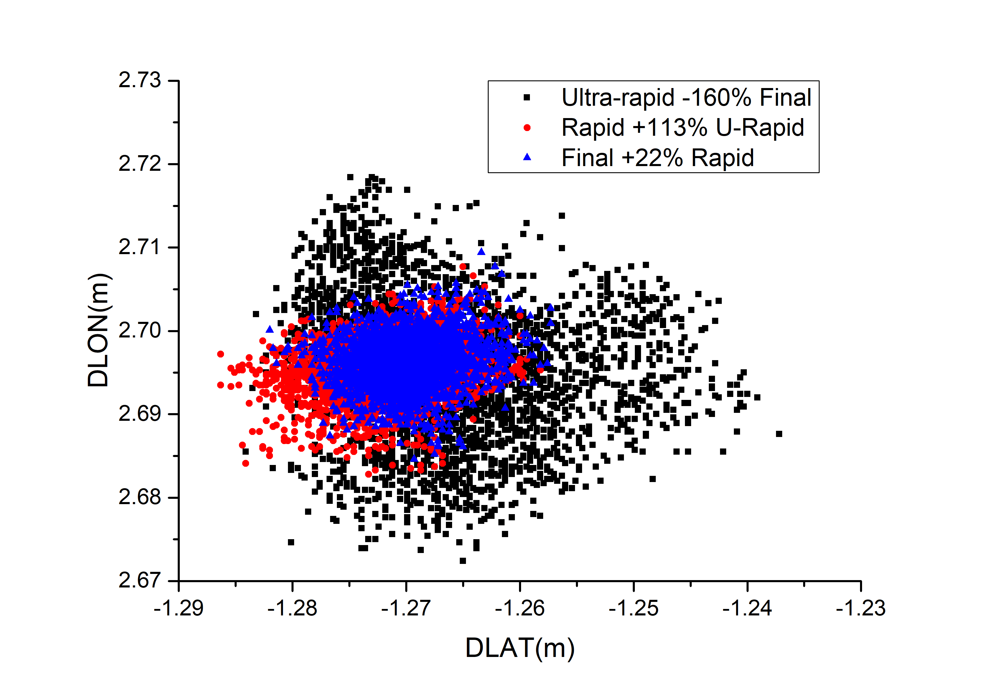 2.73
2.72
2.71
2.70
2.69
2.68
2.67
DLON(m)
Ultra-rapid -160% Final
Rapid +113% U-Rapid
Final +22% Rapid
-1.29 -1.28 -1.27 -1.26 -1.25 -1.24 -1.23
DLAT(m)